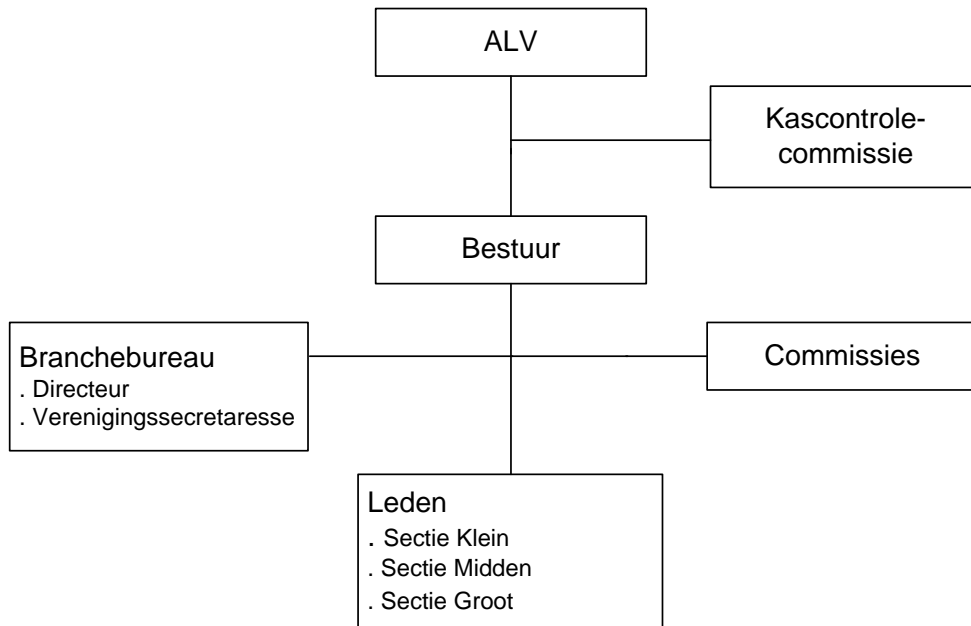 ALV
Kascontrole-
commissie
Bestuur
Branchebureau
. Directeur
. Verenigingssecretaresse
Commissies
Leden
. Sectie Klein
. Sectie Midden
. Sectie Groot